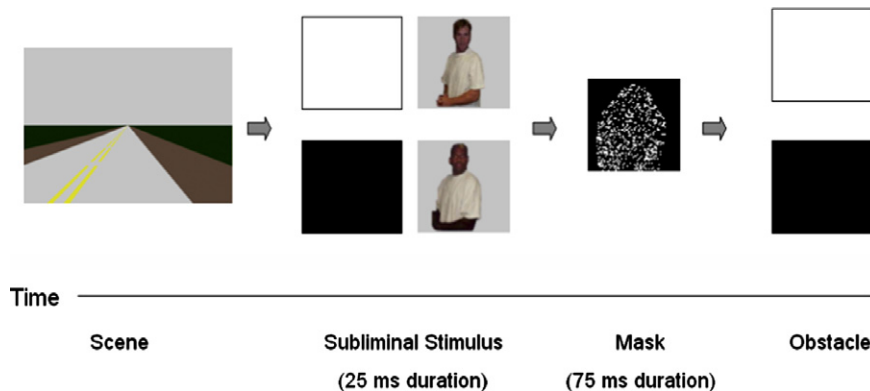 Time
Scene Subliminal Stimulus Mask Obstacle
(25 ms duration) (75 ms duration)